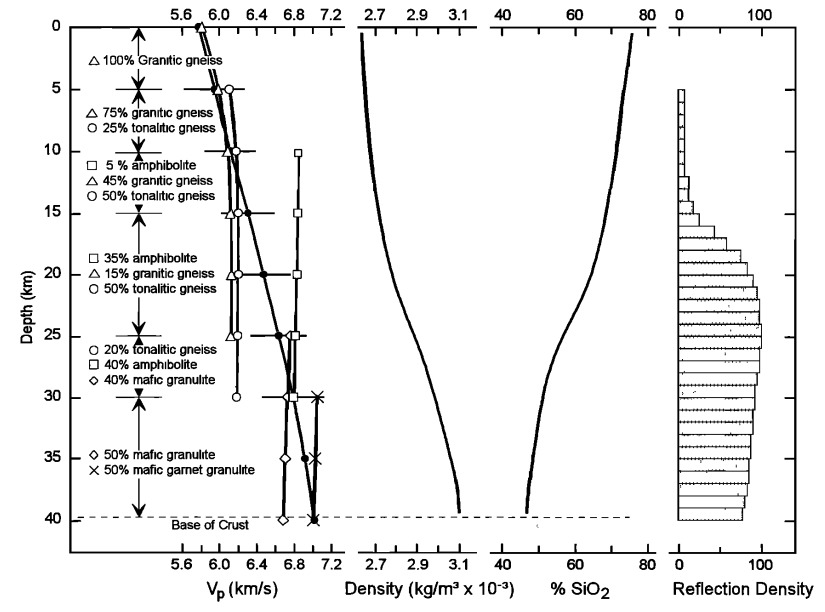 5.6 6.0 6.4 6.8 7.2 2.7 2.9 3.1 40 60 80 0 100
0
100% Granitic gneiss
5
75% granitic gneiss
25% tonalitic gneiss
10
5 % amphibolite
45% granitic gneiss
50% tonalitic gneiss
15
35% amphibolite
15% granitic gneiss
50% tonalitic gneiss
20
Depth (km)
25
20% tonalitic gneiss
40% amphibolite
40% mafic granulite
30
50% mafic granulite
35
50% mafic garnet granulite
40
Base of Crust
5.6 6.0 6.4 6.8 7.2 2.7 2.9 3.1 40 60 80 0 100
Vp (km/s) Density (kg/m³ x 10⁻³) % SiO₂ Reflection Density